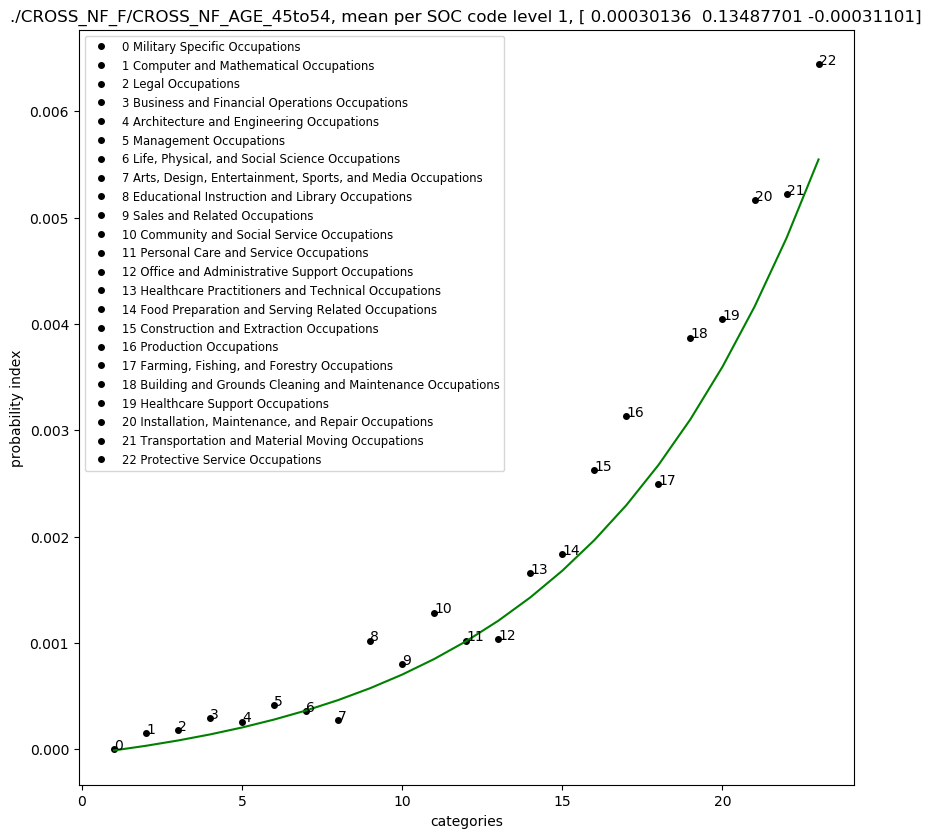 ./CROSS_NF_F/CROSS_NF_AGE_45to54, mean per SOC code level 1, [ 0.00030136  0.13487701 -0.00031101]
0 Military Specific Occupations
1 Computer and Mathematical Occupations
2 Legal Occupations
3 Business and Financial Operations Occupations
4 Architecture and Engineering Occupations
5 Management Occupations
6 Life, Physical, and Social Science Occupations
7 Arts, Design, Entertainment, Sports, and Media Occupations
8 Educational Instruction and Library Occupations
9 Sales and Related Occupations
10 Community and Social Service Occupations
11 Personal Care and Service Occupations
12 Office and Administrative Support Occupations
13 Healthcare Practitioners and Technical Occupations
14 Food Preparation and Serving Related Occupations
15 Construction and Extraction Occupations
16 Production Occupations
17 Farming, Fishing, and Forestry Occupations
18 Building and Grounds Cleaning and Maintenance Occupations
19 Healthcare Support Occupations
20 Installation, Maintenance, and Repair Occupations
21 Transportation and Material Moving Occupations
22 Protective Service Occupations
0.006
0.005
0.004
0.003
0.002
0.001
0.000
probability index
0
1
2
3
4
5
6
7
8
9
10
11
12
13
14
15
16
17
18
19
20
21
22
0
5
10
15
20
categories